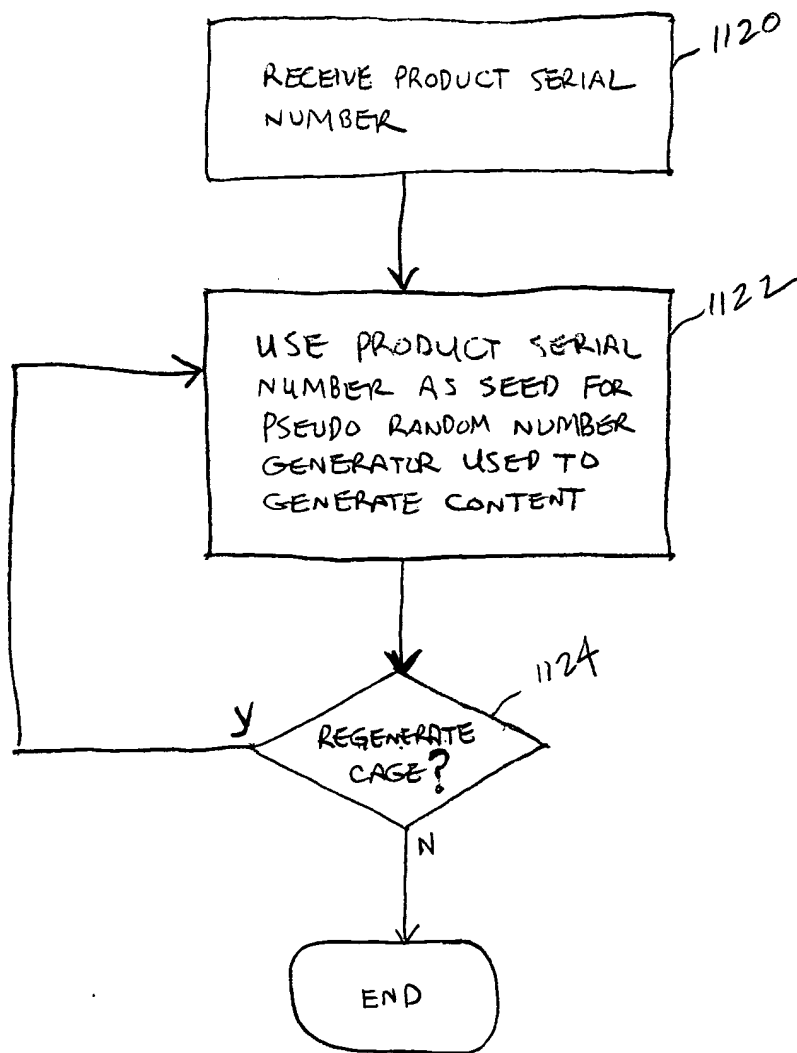 1120
RECEIVE PRODUCT SERIAL
NUMBER
1122
USE PRODUCT SERIAL
NUMBER AS SEED FOR
PSEUDO RANDOM NUMBER
GENERATOR USED TO
GENERATE CONTENT
1124
Y
REGENERATE
CAGE?
N
END